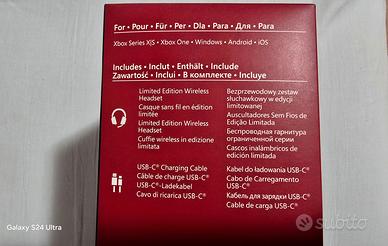 For • Pour • Für • Per • Dla • Para • Для • Para
Xbox Series X|S • Xbox One • Windows • Android • iOS
Includes • Inclut • Enthält • Include
Zawartość • Inclui • В комплекте • Incluye
Limited Edition Wireless
Headset
Casque sans fil en édition
limitée
Limited Edition Wireless
Headset
Cuffie wireless in edizione
limitata
Bezprzewodowy zestaw
słuchawkowy w edycji
limitowanej
Auscultadores Sem Fios de
Edição Limitada
Беспроводная гарнитура
ограниченной серии
Cascos inalámbricos de
edición limitada
USB-C® Charging Cable
Câble de charge USB-C®
USB-C®-Ladekabel
Cavo di ricarica USB-C®
Kabel do ładowania USB-C®
Cabo de Carregamento
USB-C®
Кабель для зарядки USB-C®
Cable de carga USB-C®
Galaxy S24 Ultra
subito